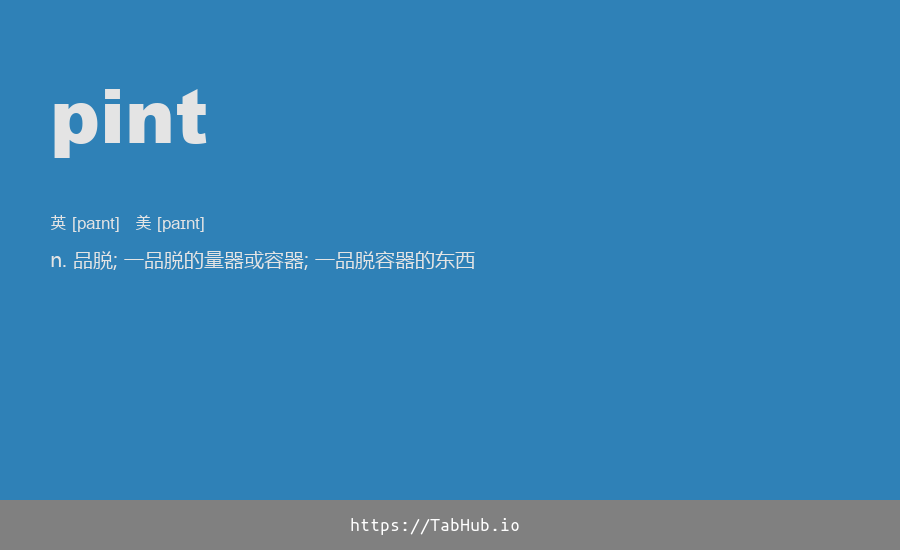 pint
英 [paɪnt] 美 [paɪnt]
n. 品脱; 一品脱的量器或容器; 一品脱容器的东西
https://TabHub.io